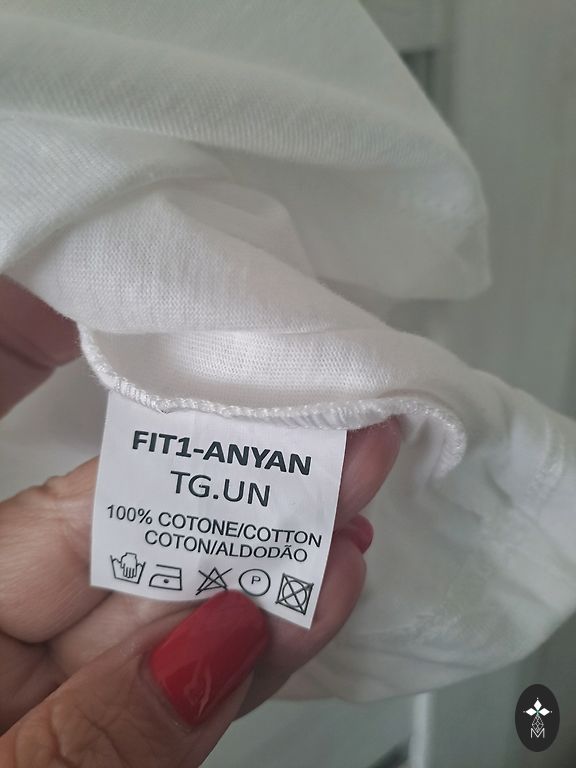 FIT1-ANYAN
TG.UN
100% COTONE/COTTON
COTON/ALDODÃO
P
M